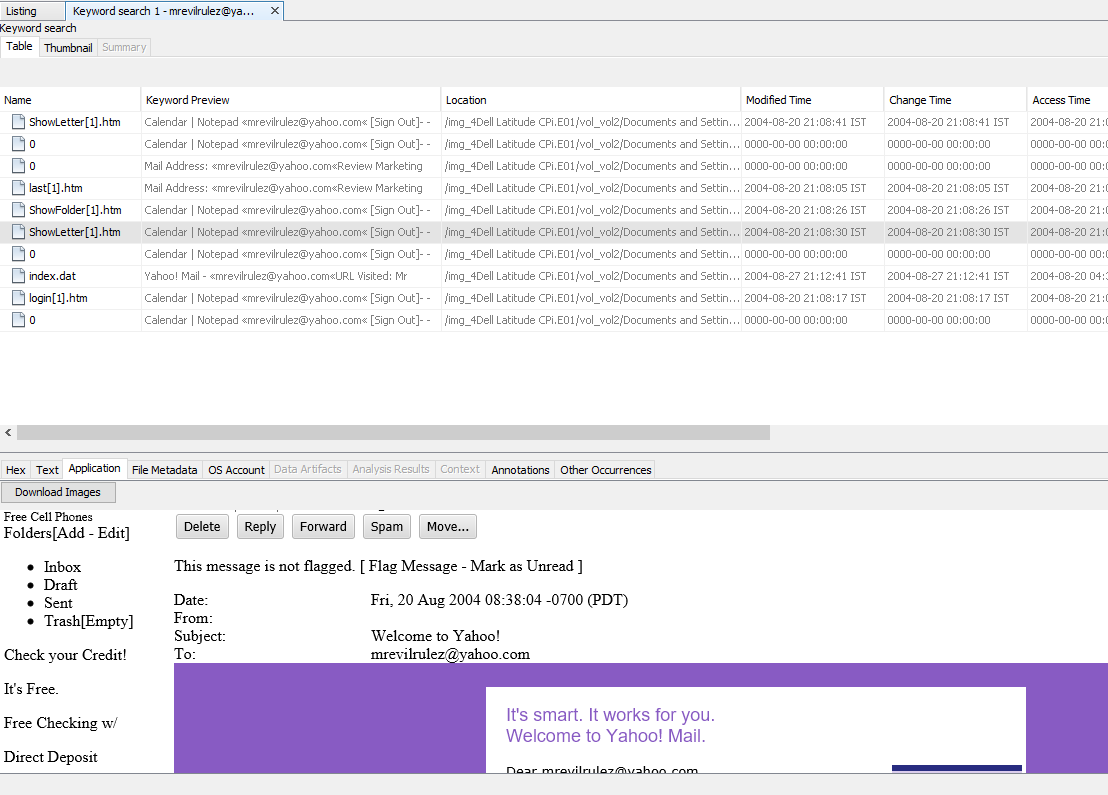 Listing Keyword search 1 - mrevilrulez@ya...
Keyword search
Table Thumbnail Summary
Name Keyword Preview Location Modified Time Change Time Access Time
ShowLetter[1].htm Calendar | Notepad «mrevilrulez@yahoo.com« [Sign Out]- - /img_4Dell Latitude CPi.E01/vol_vol2/Documents and Settin... 2004-08-20 21:08:41 IST 2004-08-20 21:08:41 IST 2004-08-20 21:0
0 Calendar | Notepad «mrevilrulez@yahoo.com« [Sign Out]- - /img_4Dell Latitude CPi.E01/vol_vol2/Documents and Settin... 0000-00-00 00:00:00 0000-00-00 00:00:00 0000-00-00 00:
0 Mail Address: «mrevilrulez@yahoo.com«Review Marketing /img_4Dell Latitude CPi.E01/vol_vol2/Documents and Settin... 0000-00-00 00:00:00 0000-00-00 00:00:00 0000-00-00 00:
last[1].htm Mail Address: «mrevilrulez@yahoo.com«Review Marketing /img_4Dell Latitude CPi.E01/vol_vol2/Documents and Settin... 2004-08-20 21:08:05 IST 2004-08-20 21:08:05 IST 2004-08-20 21:0
ShowFolder[1].htm Calendar | Notepad «mrevilrulez@yahoo.com« [Sign Out]- - /img_4Dell Latitude CPi.E01/vol_vol2/Documents and Settin... 2004-08-20 21:08:26 IST 2004-08-20 21:08:26 IST 2004-08-20 21:0
ShowLetter[1].htm Calendar | Notepad «mrevilrulez@yahoo.com« [Sign Out]- - /img_4Dell Latitude CPi.E01/vol_vol2/Documents and Settin... 2004-08-20 21:08:30 IST 2004-08-20 21:08:30 IST 2004-08-20 21:0
0 Calendar | Notepad «mrevilrulez@yahoo.com« [Sign Out]- - /img_4Dell Latitude CPi.E01/vol_vol2/Documents and Settin... 0000-00-00 00:00:00 0000-00-00 00:00:00 0000-00-00 00:
index.dat Yahoo! Mail - «mrevilrulez@yahoo.com«URL Visited: Mr /img_4Dell Latitude CPi.E01/vol_vol2/Documents and Settin... 2004-08-27 21:12:41 IST 2004-08-27 21:12:41 IST 2004-08-20 04:3
login[1].htm Calendar | Notepad «mrevilrulez@yahoo.com« [Sign Out]- - /img_4Dell Latitude CPi.E01/vol_vol2/Documents and Settin... 2004-08-20 21:08:17 IST 2004-08-20 21:08:17 IST 2004-08-20 21:0
0 Calendar | Notepad «mrevilrulez@yahoo.com« [Sign Out]- - /img_4Dell Latitude CPi.E01/vol_vol2/Documents and Settin... 0000-00-00 00:00:00 0000-00-00 00:00:00 0000-00-00 00:
Hex Text Application File Metadata OS Account Data Artifacts Analysis Results Context Annotations Other Occurrences
Download Images
Free Cell Phones
Folders[Add - Edit]
Inbox
Draft
Sent
Trash[Empty]
Check your Credit!
It's Free.
Free Checking w/
Direct Deposit
Delete Reply Forward Spam Move...
This message is not flagged. [ Flag Message - Mark as Unread ]
Date: Fri, 20 Aug 2004 08:38:04 -0700 (PDT)
From:
Subject: Welcome to Yahoo!
To: mrevilrulez@yahoo.com
It's smart. It works for you.
Welcome to Yahoo! Mail.
Dear mrevilrulez@yahoo.com